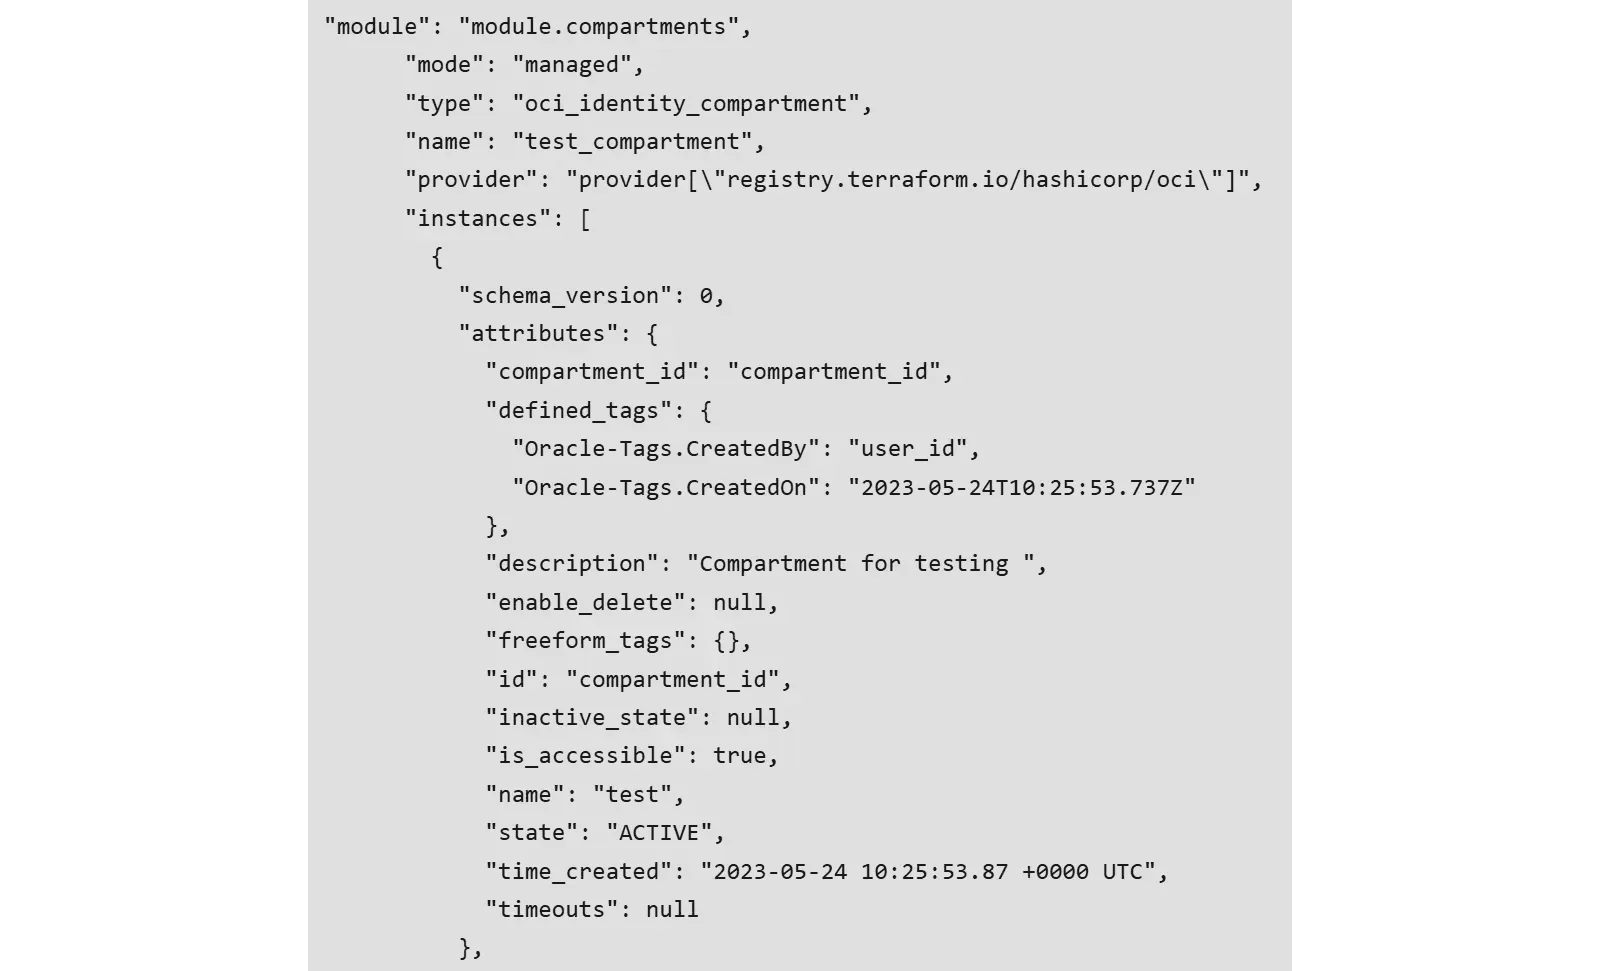 "module": "module.compartments",
"mode": "managed",
"type": "oci_identity_compartment",
"name": "test_compartment",
"provider": "provider[\"registry.terraform.io/hashicorp/oci\"]",
"instances": [
{
"schema_version": 0,
"attributes": {
"compartment_id": "compartment_id",
"defined_tags": {
"Oracle-Tags.CreatedBy": "user_id",
"Oracle-Tags.CreatedOn": "2023-05-24T10:25:53.737Z"
},
"description": "Compartment for testing ",
"enable_delete": null,
"freeform_tags": {},
"id": "compartment_id",
"inactive_state": null,
"is_accessible": true,
"name": "test",
"state": "ACTIVE",
"time_created": "2023-05-24 10:25:53.87 +0000 UTC",
"timeouts": null
},